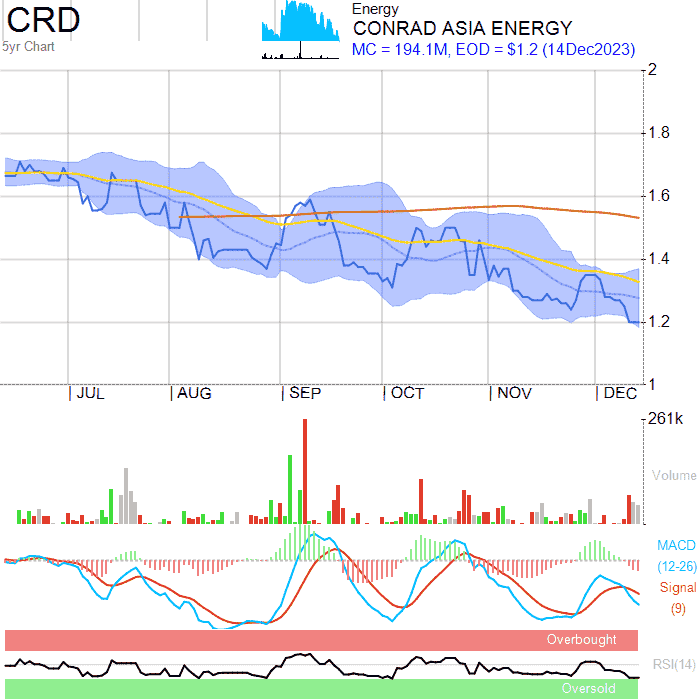 CRD
5yr Chart
Energy
CONRAD ASIA ENERGY
MC = 194.1M, EOD = $1.2 (14Dec2023)
2
1.8
1.6
1.4
1.2
1
JUL AUG SEP OCT NOV DEC
261k
Volume
MACD
(12-26)
Signal
(9)
Overbought
RSI(14)
Oversold